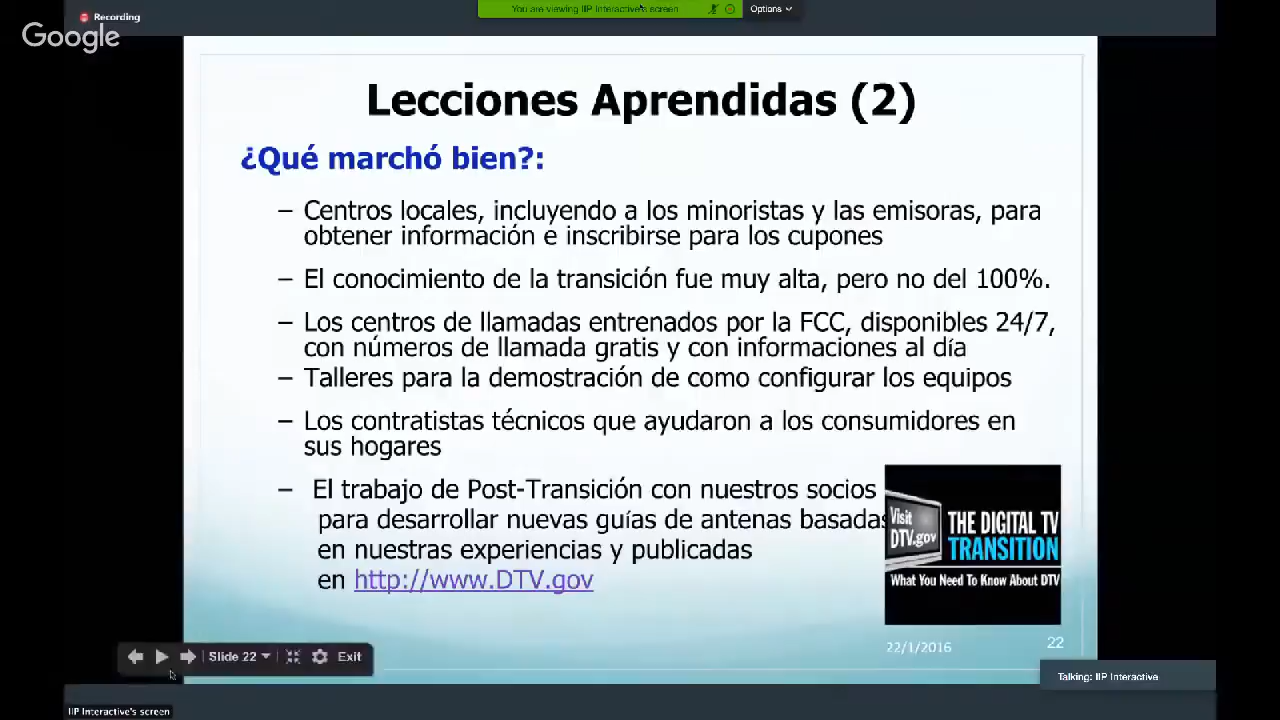 Recording
You are viewing IIP Interactive's screen
Options
Google
Lecciones Aprendidas (2)
¿Qué marchó bien?:
– Centros locales, incluyendo a los minoristas y las emisoras, para
obtener información e inscribirse para los cupones
– El conocimiento de la transición fue muy alta, pero no del 100%.
– Los centros de llamadas entrenados por la FCC, disponibles 24/7,
con números de llamada gratis y con informaciones al día
– Talleres para la demostración de como configurar los equipos
– Los contratistas técnicos que ayudaron a los consumidores en
sus hogares
– El trabajo de Post-Transición con nuestros socios
para desarrollar nuevas guías de antenas basadas
en nuestras experiencias y publicadas
en http://www.DTV.gov
Visit
DTV.gov
THE DIGITAL TV
TRANSITION
What You Need To Know About DTV
22/1/2016
22
Slide 22
Exit
Talking: IIP Interactive
IIP Interactive's screen